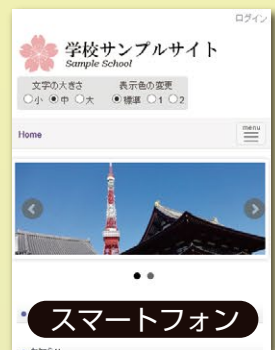 ログイン
学校サンプルサイト
Sample School
文字の大きさ 表示色の変更
小 中 大 標準 1 2
Home
menu
スマートフォン